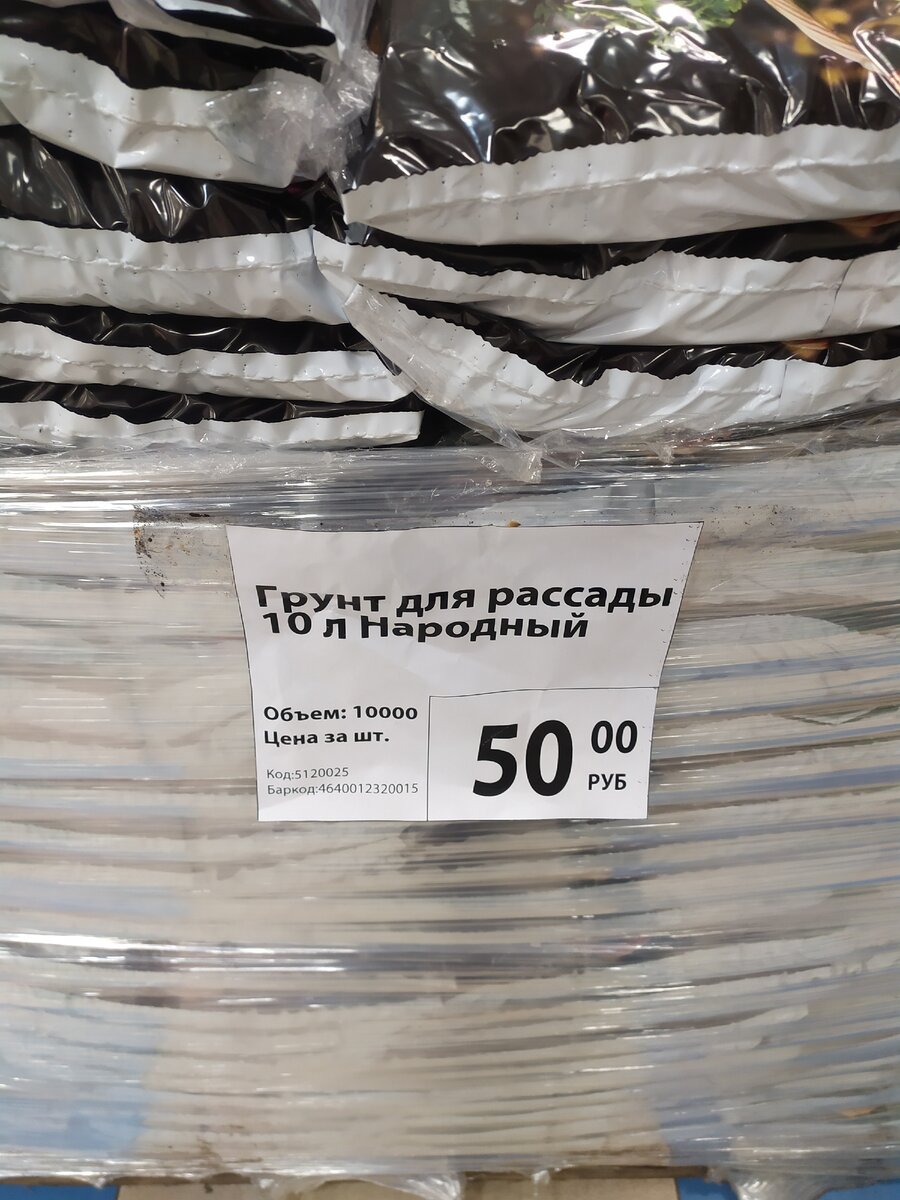 Грунт для рассады
10 л Народный
Объем: 10000
Цена за шт.
50 00
РУБ
Код:5120025
Баркод:4640012320015